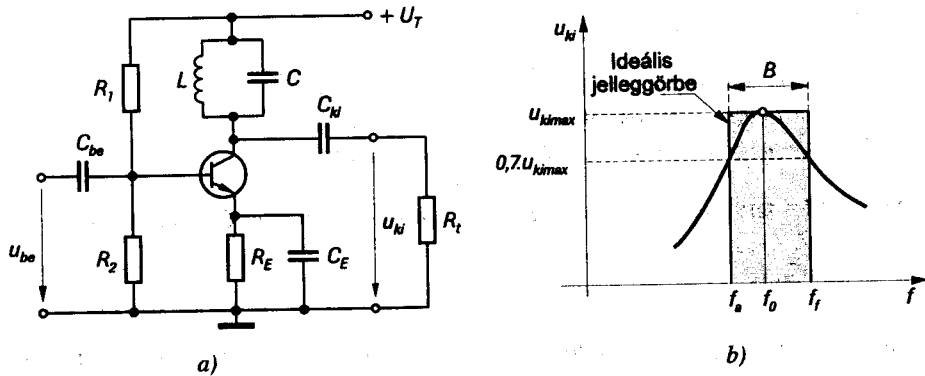 + U_T
R_1
L
C
C_ki
C_be
u_be
R_2
R_E
C_E
u_ki
R_t
a)
u_ki
Ideális
jelleggörbe
B
u_kimax
0,7.u_kimax
f_a
f_0
f_f
f
b)